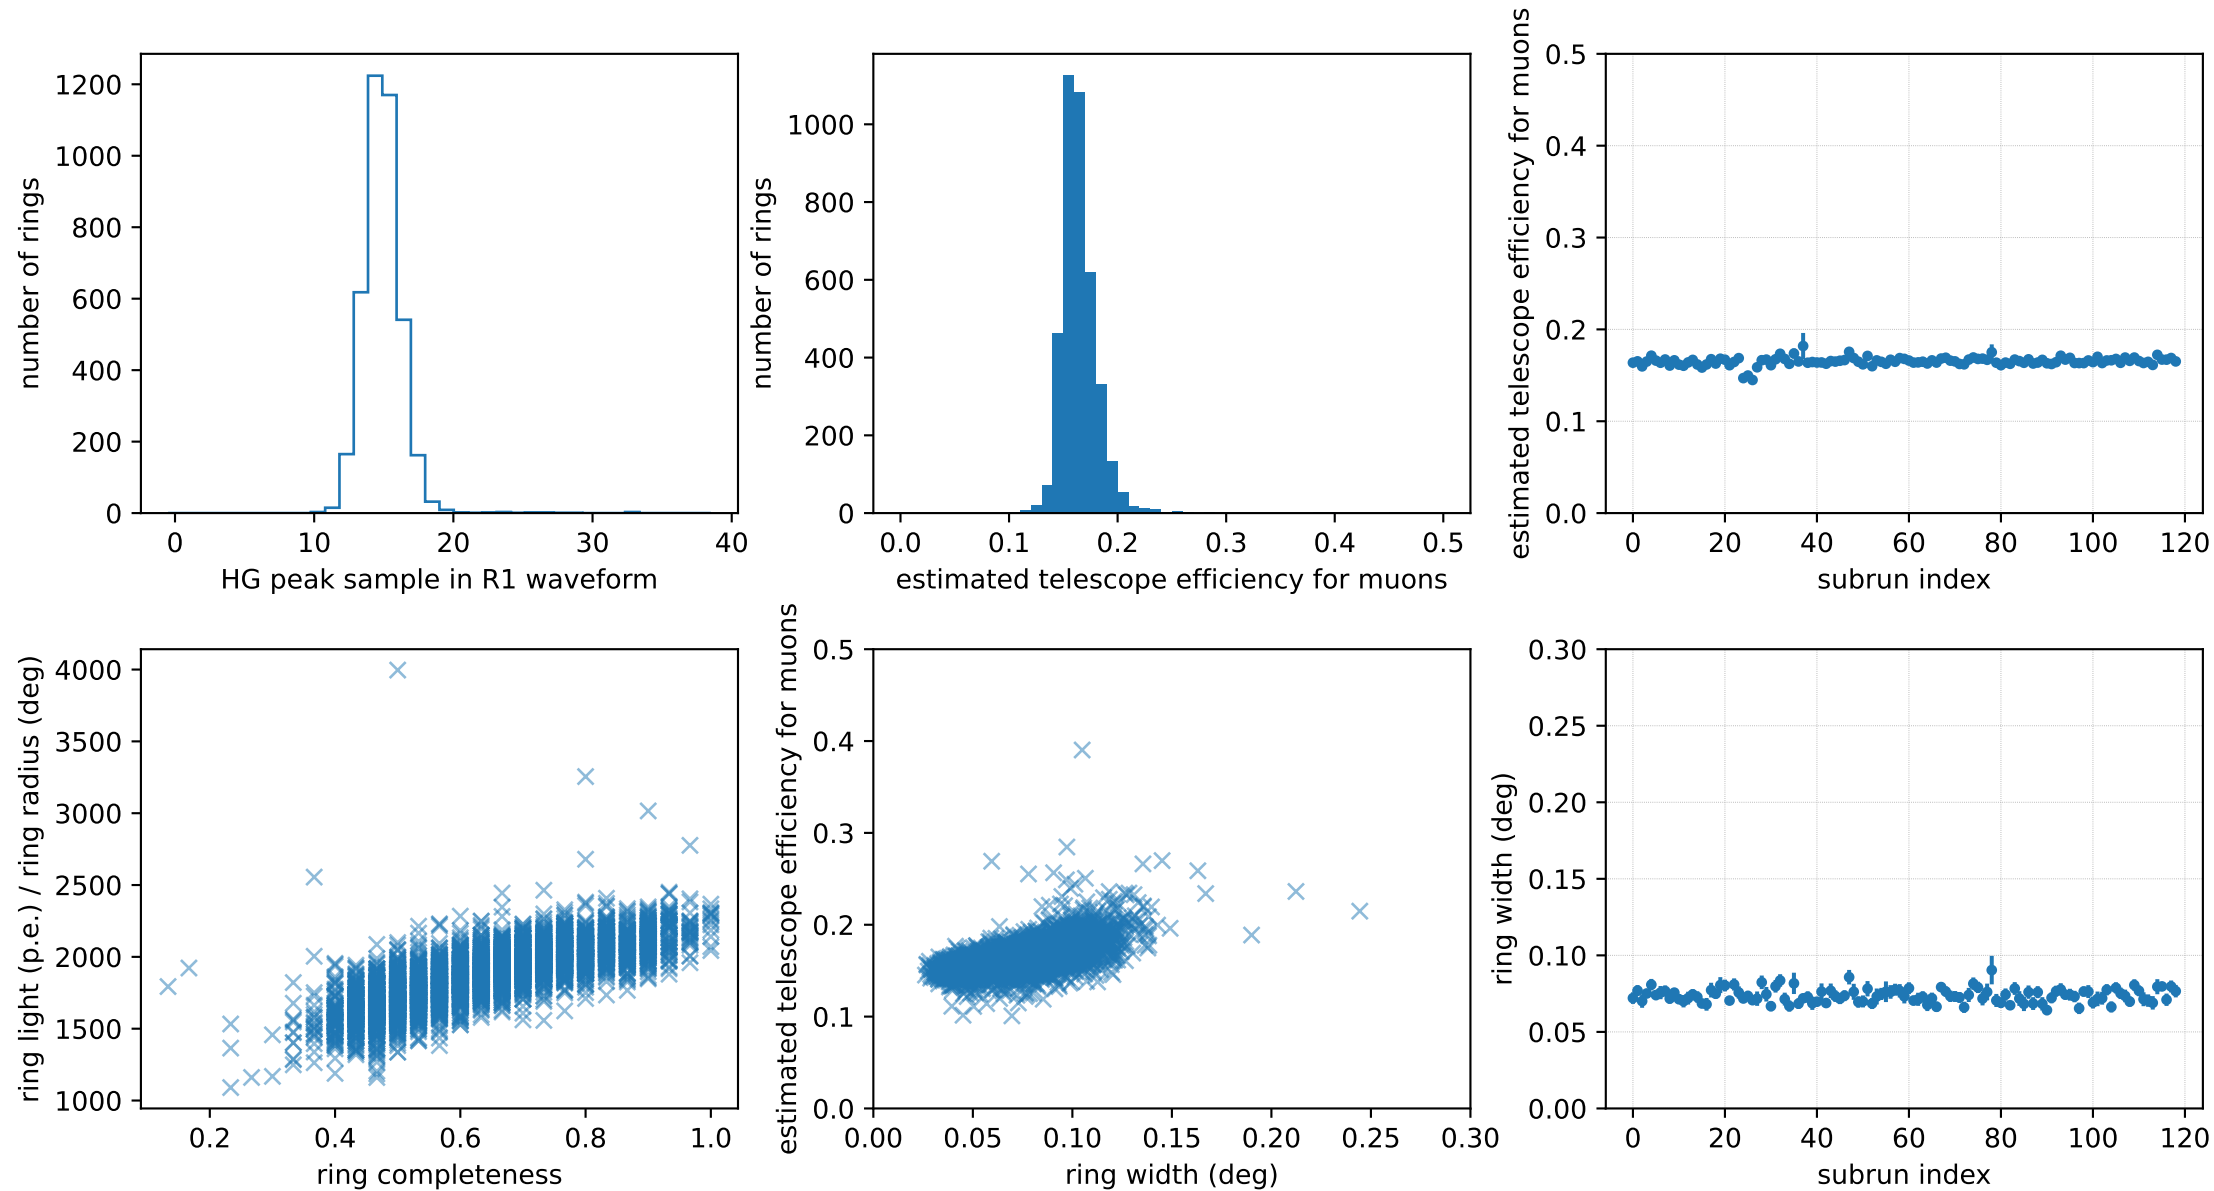 number of rings
1200
1000
800
600
400
200
0
0 10 20 30 40
HG peak sample in R1 waveform
number of rings
1000
800
600
400
200
0
0.0 0.1 0.2 0.3 0.4 0.5
estimated telescope efficiency for muons
estimated telescope efficiency for muons
0.5
0.4
0.3
0.2
0.1
0.0
0 20 40 60 80 100 120
subrun index
ring light (p.e.) / ring radius (deg)
4000
3500
3000
2500
2000
1500
1000
0.2 0.4 0.6 0.8 1.0
ring completeness
estimated telescope efficiency for muons
0.5
0.4
0.3
0.2
0.1
0.0
0.00 0.05 0.10 0.15 0.20 0.25 0.30
ring width (deg)
ring width (deg)
0.30
0.25
0.20
0.15
0.10
0.05
0.00
0 20 40 60 80 100 120
subrun index